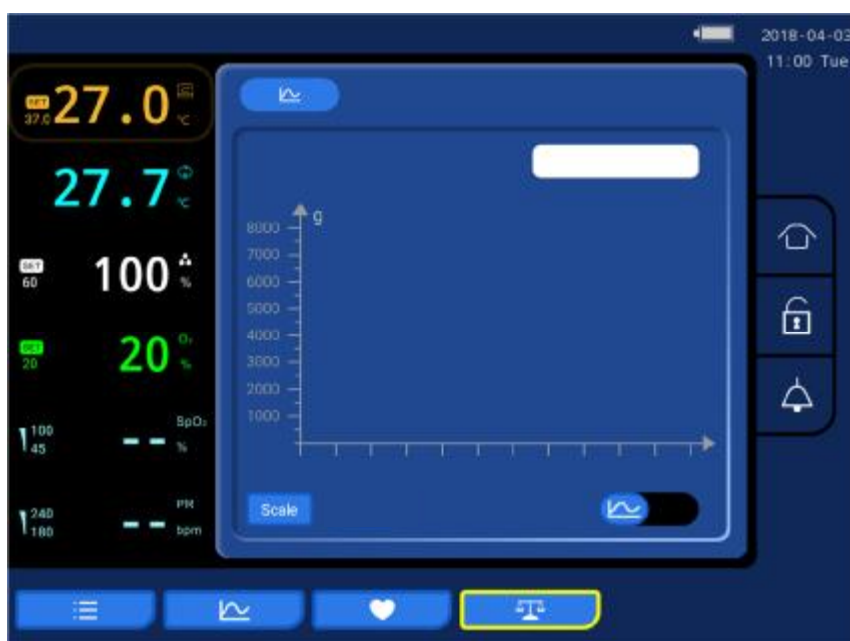 2018-04-03
11:00 Tue
SET
37.0
27.0
℃
27.7
℃
SET
60
100
%
SET
20
20
O₂
%
100
45
--
SpO₂
%
240
180
--
PR
bpm
g
8000
7000
6000
5000
4000
3000
2000
1000
Scale